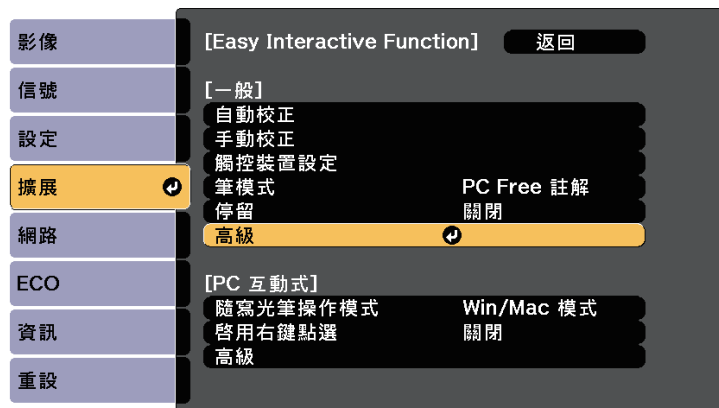 影像
信號
設定
擴展
網路
ECO
資訊
重設
[Easy Interactive Function] 返回
[一般]
自動校正
手動校正
觸控裝置設定
筆模式 PC Free 註解
停留 關閉
高級
[PC 互動式]
隨寫光筆操作模式 Win/Mac 模式
啓用右鍵點選 關閉
高級